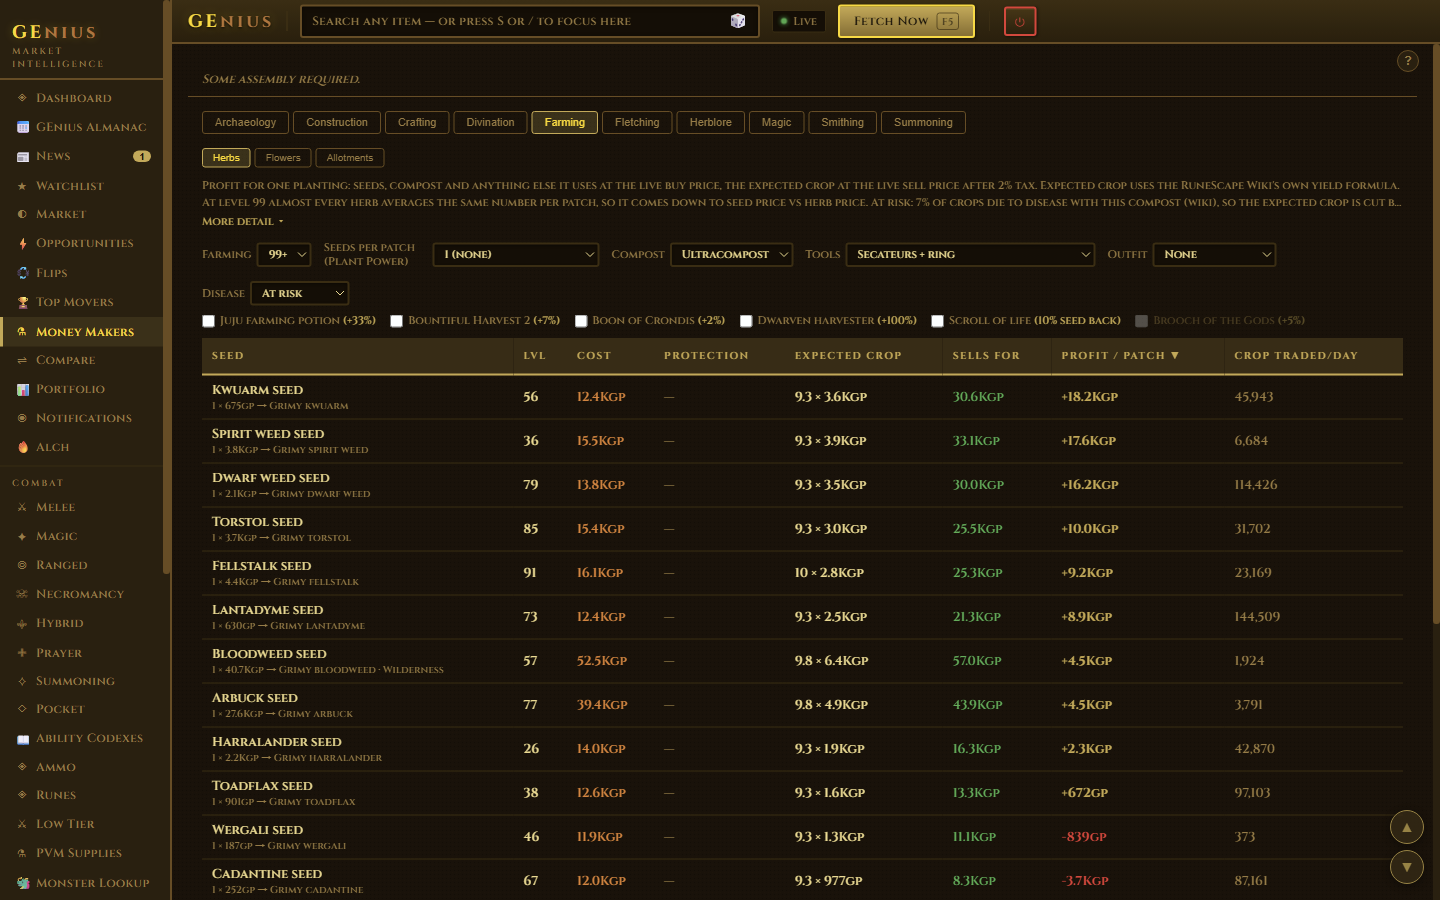 GENIUS
MARKET
INTELLIGENCE
GENIUS
SEARCH ANY ITEM — OR PRESS S OR / TO FOCUS HERE
LIVE
FETCH NOW F5
?
DASHBOARD
GENIUS ALMANAC
NEWS 1
WATCHLIST
MARKET
OPPORTUNITIES
FLIPS
TOP MOVERS
MONEY MAKERS
COMPARE
PORTFOLIO
NOTIFICATIONS
ALCH
COMBAT
MELEE
MAGIC
RANGED
NECROMANCY
HYBRID
PRAYER
SUMMONING
POCKET
ABILITY CODEXES
AMMO
RUNES
LOW TIER
PVM SUPPLIES
MONSTER LOOKUP
SOME ASSEMBLY REQUIRED.
Archaeology Construction Crafting Divination Farming Fletching Herblore Magic Smithing Summoning
Herbs Flowers Allotments
PROFIT FOR ONE PLANTING: SEEDS, COMPOST AND ANYTHING ELSE IT USES AT THE LIVE BUY PRICE, THE EXPECTED CROP AT THE LIVE SELL PRICE AFTER 2% TAX. EXPECTED CROP USES THE RUNESCAPE WIKI'S OWN YIELD FORMULA.
AT LEVEL 99 ALMOST EVERY HERB AVERAGES THE SAME NUMBER PER PATCH, SO IT COMES DOWN TO SEED PRICE VS HERB PRICE. AT RISK: 7% OF CROPS DIE TO DISEASE WITH THIS COMPOST (WIKI), SO THE EXPECTED CROP IS CUT B…
MORE DETAIL
FARMING 99+ SEEDS PER PATCH (PLANT POWER) 1 (NONE) COMPOST ULTRACOMPOST TOOLS SECATEURS + RING OUTFIT NONE
DISEASE AT RISK
JUJU FARMING POTION (+33%) BOUNTIFUL HARVEST 2 (+7%) BOON OF CRONDIS (+2%) DWARVEN HARVESTER (+100%) SCROLL OF LIFE (10% SEED BACK) BROOCH OF THE GODS (+5%)
SEED LVL COST PROTECTION EXPECTED CROP SELLS FOR PROFIT / PATCH ▼ CROP TRADED/DAY
KWUARM SEED 56 12.4KGP — 9.3 × 3.6KGP 30.6KGP +18.2KGP 45,943
1 × 675GP → GRIMY KWUARM
SPIRIT WEED SEED 36 15.5KGP — 9.3 × 3.9KGP 33.1KGP +17.6KGP 6,684
1 × 3.8KGP → GRIMY SPIRIT WEED
DWARF WEED SEED 79 13.8KGP — 9.3 × 3.5KGP 30.0KGP +16.2KGP 114,426
1 × 2.1KGP → GRIMY DWARF WEED
TORSTOL SEED 85 15.4KGP — 9.3 × 3.0KGP 25.5KGP +10.0KGP 31,702
1 × 3.7KGP → GRIMY TORSTOL
FELLSTALK SEED 91 16.1KGP — 10 × 2.8KGP 25.3KGP +9.2KGP 23,169
1 × 4.4KGP → GRIMY FELLSTALK
LANTADYME SEED 73 12.4KGP — 9.3 × 2.5KGP 21.3KGP +8.9KGP 144,509
1 × 630GP → GRIMY LANTADYME
BLOODWEED SEED 57 52.5KGP — 9.8 × 6.4KGP 57.0KGP +4.5KGP 1,924
1 × 40.7KGP → GRIMY BLOODWEED · WILDERNESS
ARBUCK SEED 77 39.4KGP — 9.8 × 4.9KGP 43.9KGP +4.5KGP 3,791
1 × 27.6KGP → GRIMY ARBUCK
HARRALANDER SEED 26 14.0KGP — 9.3 × 1.9KGP 16.3KGP +2.3KGP 42,870
1 × 2.2KGP → GRIMY HARRALANDER
TOADFLAX SEED 38 12.6KGP — 9.3 × 1.6KGP 13.3KGP +672GP 97,103
1 × 901GP → GRIMY TOADFLAX
WERGALI SEED 46 11.9KGP — 9.3 × 1.3KGP 11.1KGP -839GP 373
1 × 187GP → GRIMY WERGALI
CADANTINE SEED 67 12.0KGP — 9.3 × 977GP 8.3KGP -3.7KGP 87,161
1 × 252GP → GRIMY CADANTINE